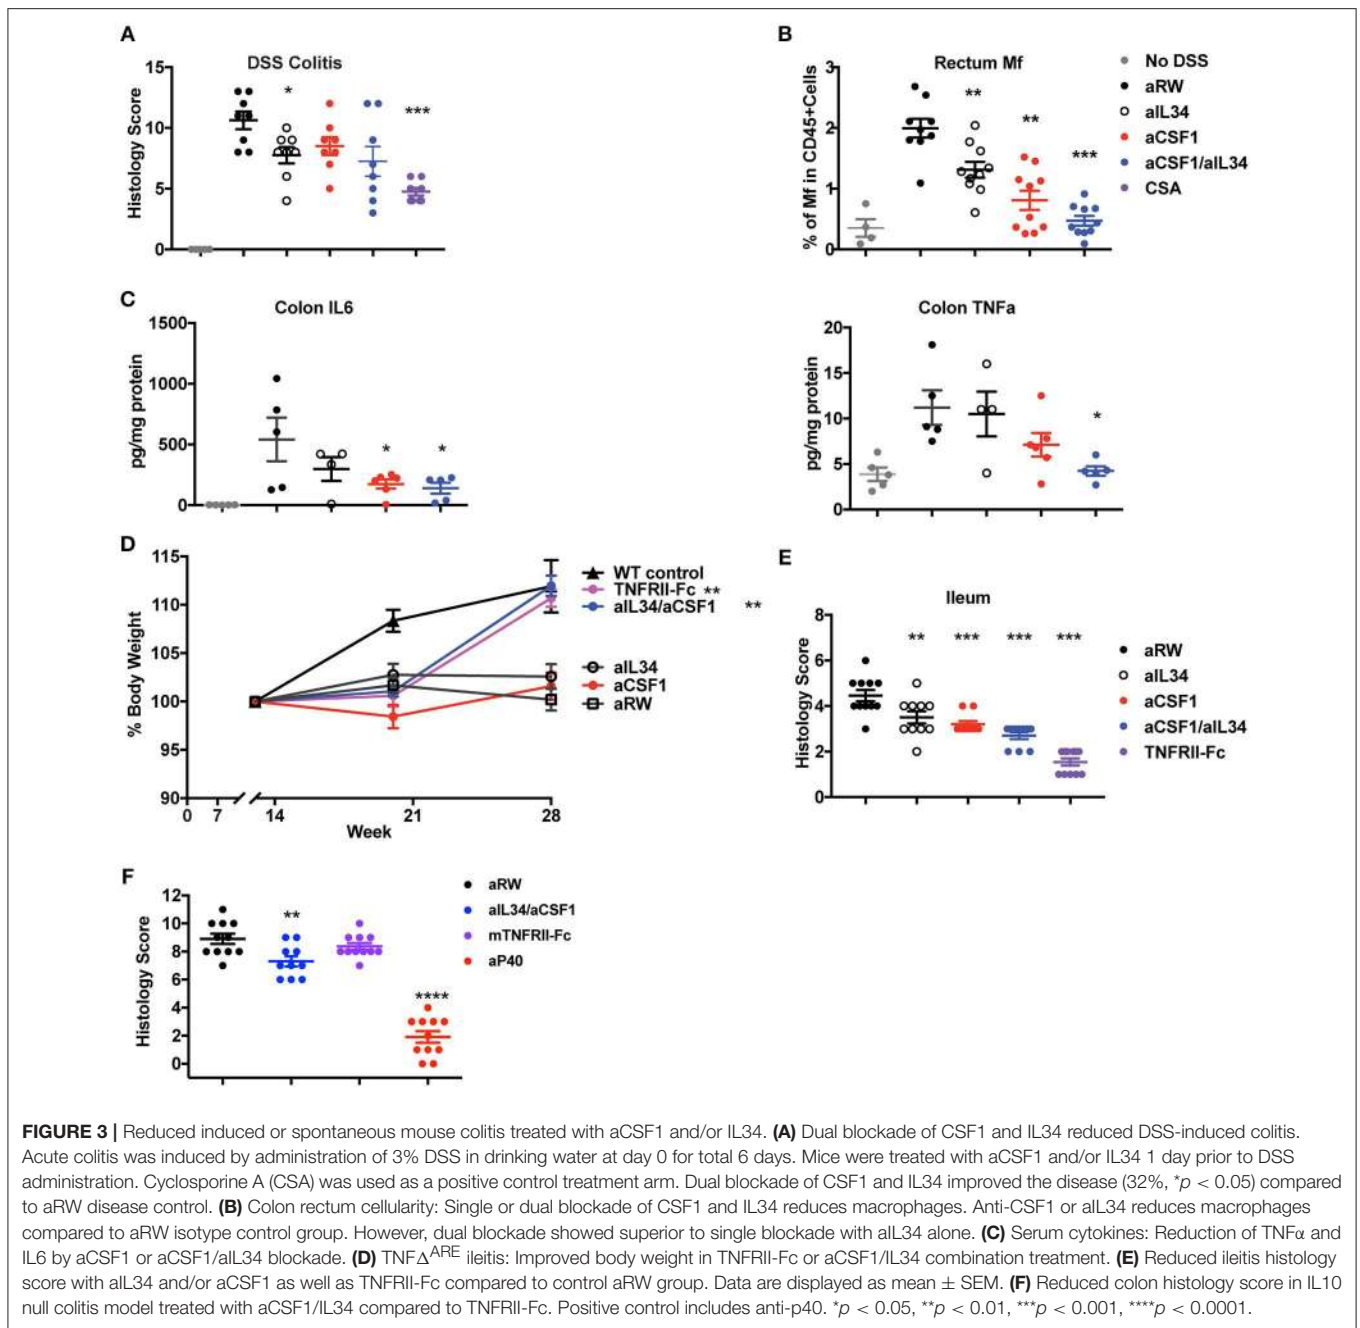 A
DSS Colitis
Histology Score
15
10
5
0
*
***
B
Rectum Mf
% of Mf in CD45+Cells
3
2
1
0
**
**
***
No DSS
aRW
aIL34
aCSF1
aCSF1/aIL34
CSA
C
Colon IL6
pg/mg protein
1500
1000
500
0
*
*
Colon TNFa
pg/mg protein
20
15
10
5
0
*
D
% Body Weight
115
110
105
100
95
90
0 7 14 21 28
Week
WT control
TNFRII-Fc **
aIL34/aCSF1 **
aIL34
aCSF1
aRW
E
Ileum
Histology Score
8
6
4
2
0
**
***
***
***
aRW
aIL34
aCSF1
aCSF1/aIL34
TNFRII-Fc
F
Histology Score
12
10
8
6
4
2
0
**
****
aRW
aIL34/aCSF1
mTNFRII-Fc
aP40
FIGURE 3 | Reduced induced or spontaneous mouse colitis treated with aCSF1 and/or IL34. (A) Dual blockade of CSF1 and IL34 reduced DSS-induced colitis.
Acute colitis was induced by administration of 3% DSS in drinking water at day 0 for total 6 days. Mice were treated with aCSF1 and/or IL34 1 day prior to DSS
administration. Cyclosporine A (CSA) was used as a positive control treatment arm. Dual blockade of CSF1 and IL34 improved the disease (32%, *p < 0.05) compared
to aRW disease control. (B) Colon rectum cellularity: Single or dual blockade of CSF1 and IL34 reduces macrophages. Anti-CSF1 or aIL34 reduces macrophages
compared to aRW isotype control group. However, dual blockade showed superior to single blockade with aIL34 alone. (C) Serum cytokines: Reduction of TNFα and
IL6 by aCSF1 or aCSF1/aIL34 blockade. (D) TNFΔARE ileitis: Improved body weight in TNFRII-Fc or aCSF1/IL34 combination treatment. (E) Reduced ileitis histology
score with aIL34 and/or aCSF1 as well as TNFRII-Fc compared to control aRW group. Data are displayed as mean ± SEM. (F) Reduced colon histology score in IL10
null colitis model treated with aCSF1/IL34 compared to TNFRII-Fc. Positive control includes anti-p40. *p < 0.05, **p < 0.01, ***p < 0.001, ****p < 0.0001.